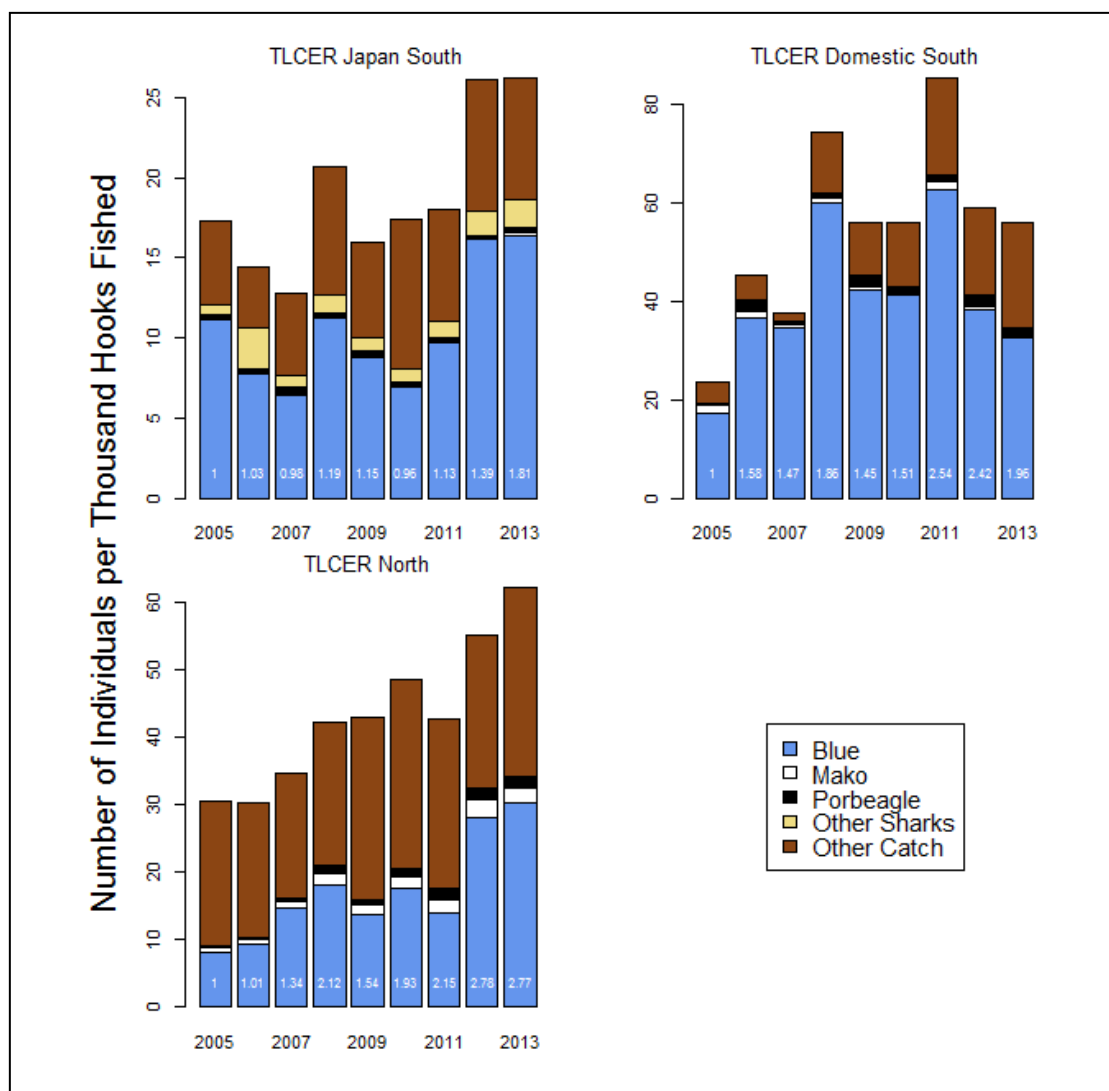 TLCER Japan South
TLCER Domestic South
Number of Individuals per Thousand Hooks Fished
25
20
15
10
5
0
1 1.03 0.98 1.19 1.15 0.96 1.13 1.39 1.81
2005 2007 2009 2011 2013
80
60
40
20
0
1 1.58 1.47 1.86 1.45 1.51 2.54 2.42 1.96
2005 2007 2009 2011 2013
TLCER North
60
50
40
30
20
10
0
1 1.01 1.34 2.12 1.54 1.93 2.15 2.78 2.77
2005 2007 2009 2011 2013
Blue
Mako
Porbeagle
Other Sharks
Other Catch